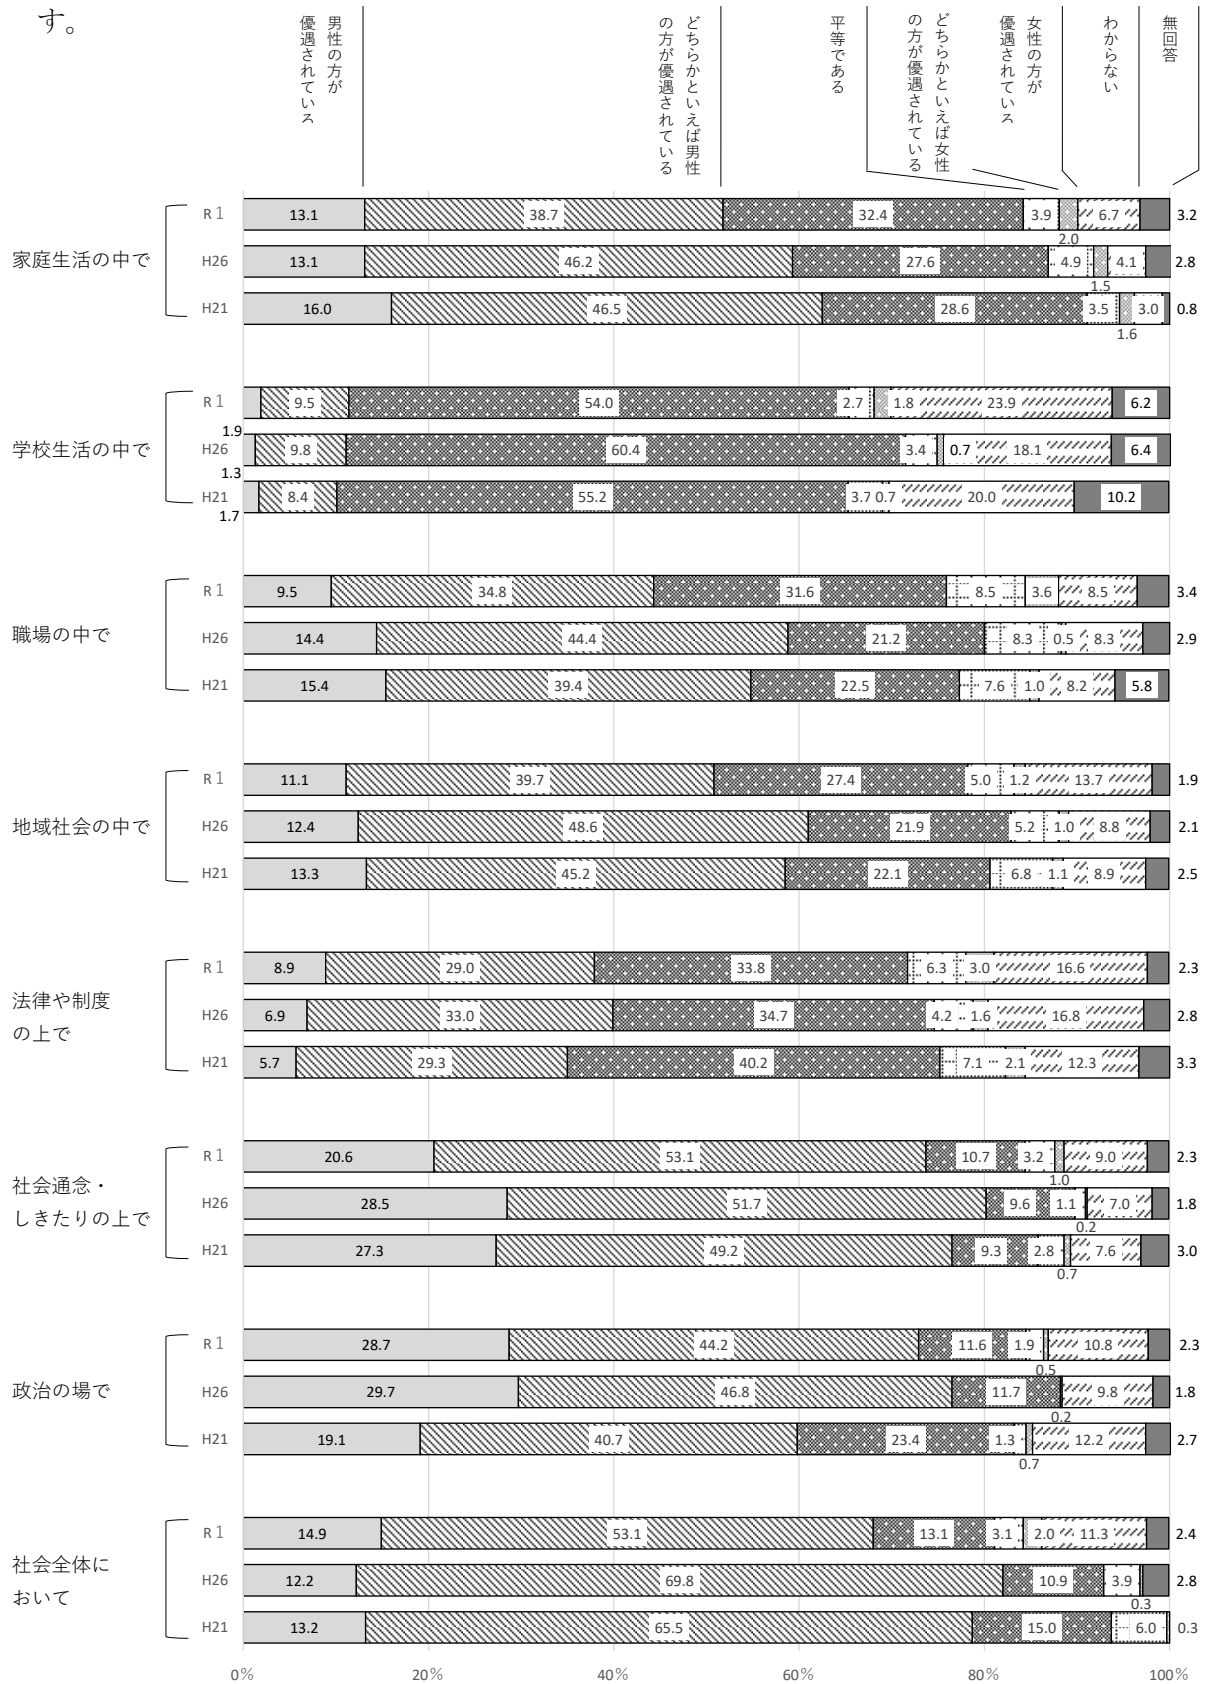 す。
男性の方が
優遇されている
どちらかといえば男性
の方が優遇されている
平等である
どちらかといえば女性
の方が優遇されている
女性の方が
優遇されている
わからない
無回答
家庭生活の中で
R1 13.1 38.7 32.4 3.9 2.0 6.7 3.2
H26 13.1 46.2 27.6 4.9 1.5 4.1 2.8
H21 16.0 46.5 28.6 3.5 1.6 3.0 0.8
学校生活の中で
R1 1.9 9.5 54.0 2.7 1.8 23.9 6.2
H26 1.3 9.8 60.4 3.4 0.7 18.1 6.4
H21 1.7 8.4 55.2 3.7 0.7 20.0 10.2
職場の中で
R1 9.5 34.8 31.6 8.5 3.6 8.5 3.4
H26 14.4 44.4 21.2 8.3 0.5 8.3 2.9
H21 15.4 39.4 22.5 7.6 1.0 8.2 5.8
地域社会の中で
R1 11.1 39.7 27.4 5.0 1.2 13.7 1.9
H26 12.4 48.6 21.9 5.2 1.0 8.8 2.1
H21 13.3 45.2 22.1 6.8 1.1 8.9 2.5
法律や制度
の上で
R1 8.9 29.0 33.8 6.3 3.0 16.6 2.3
H26 6.9 33.0 34.7 4.2 1.6 16.8 2.8
H21 5.7 29.3 40.2 7.1 2.1 12.3 3.3
社会通念・
しきたりの上で
R1 20.6 53.1 10.7 3.2 1.0 9.0 2.3
H26 28.5 51.7 9.6 1.1 0.2 7.0 1.8
H21 27.3 49.2 9.3 2.8 0.7 7.6 3.0
政治の場で
R1 28.7 44.2 11.6 1.9 0.5 10.8 2.3
H26 29.7 46.8 11.7 0.2 9.8 1.8
H21 19.1 40.7 23.4 1.3 0.7 12.2 2.7
社会全体に
おいて
R1 14.9 53.1 13.1 3.1 2.0 11.3 2.4
H26 12.2 69.8 10.9 3.9 0.3 2.8
H21 13.2 65.5 15.0 6.0 0.3
0% 20% 40% 60% 80% 100%